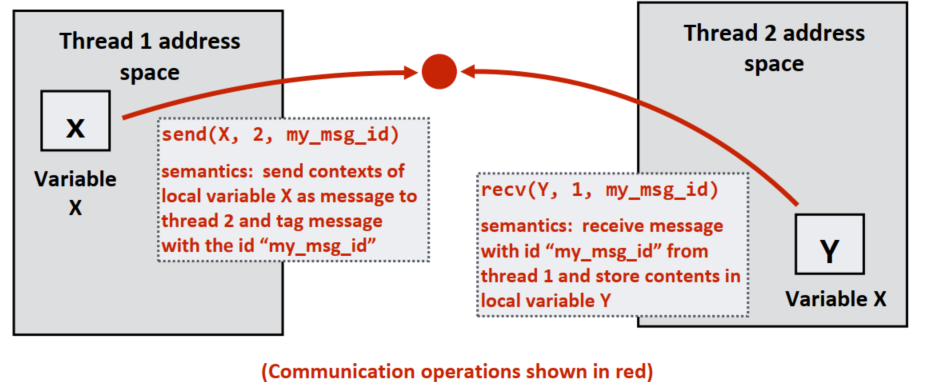 Thread 1 address
space
X
Variable
X
send(X, 2, my_msg_id)
semantics: send contexts of
local variable X as message to
thread 2 and tag message
with the id “my_msg_id”
Thread 2 address
space
recv(Y, 1, my_msg_id)
semantics: receive message
with id “my_msg_id” from
thread 1 and store contents in
local variable Y
Y
Variable X
(Communication operations shown in red)